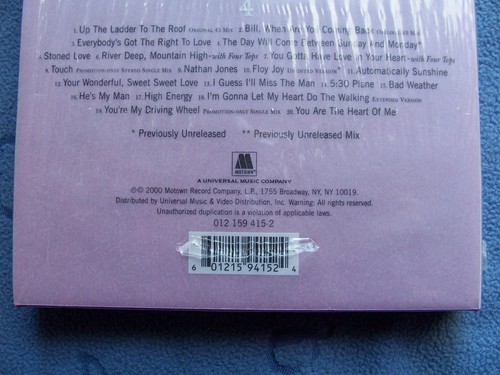 4
1. Up The Ladder To The Roof ORIGINAL 45 MIX 2. Bill, When Are You Coming Back ORIGINAL 45 MIX
3. Everybody's Got The Right To Love 4. The Day Will Come Between Sunday And Monday*
5. Stoned Love 6. River Deep, Mountain High-with Four Tops 7. You Gotta Have Love in Your Heart-with Four Tops
8. Touch PROMOTION-ONLY STEREO SINGLE MIX 9. Nathan Jones 10. Floy Joy UNEDITED VERSION* 11. Automatically Sunshine
12. Your Wonderful, Sweet Sweet Love 13. I Guess I'll Miss The Man 14. 5:30 Plane 15. Bad Weather
16. He's My Man 17. High Energy 18. I'm Gonna Let My Heart Do The Walking EXTENDED VERSION
19. You're My Driving Wheel PROMOTION-ONLY SINGLE MIX 20. You Are The Heart Of Me
* Previously Unreleased ** Previously Unreleased Mix
M
MOTOWN
A UNIVERSAL MUSIC COMPANY
℗© 2000 Motown Record Company, L.P., 1755 Broadway, NY, NY 10019.
Distributed by Universal Music & Video Distribution, Inc. Warning: All rights reserved.
Unauthorized duplication is a violation of applicable laws.
012 159 415-2
6 01215 94152 4